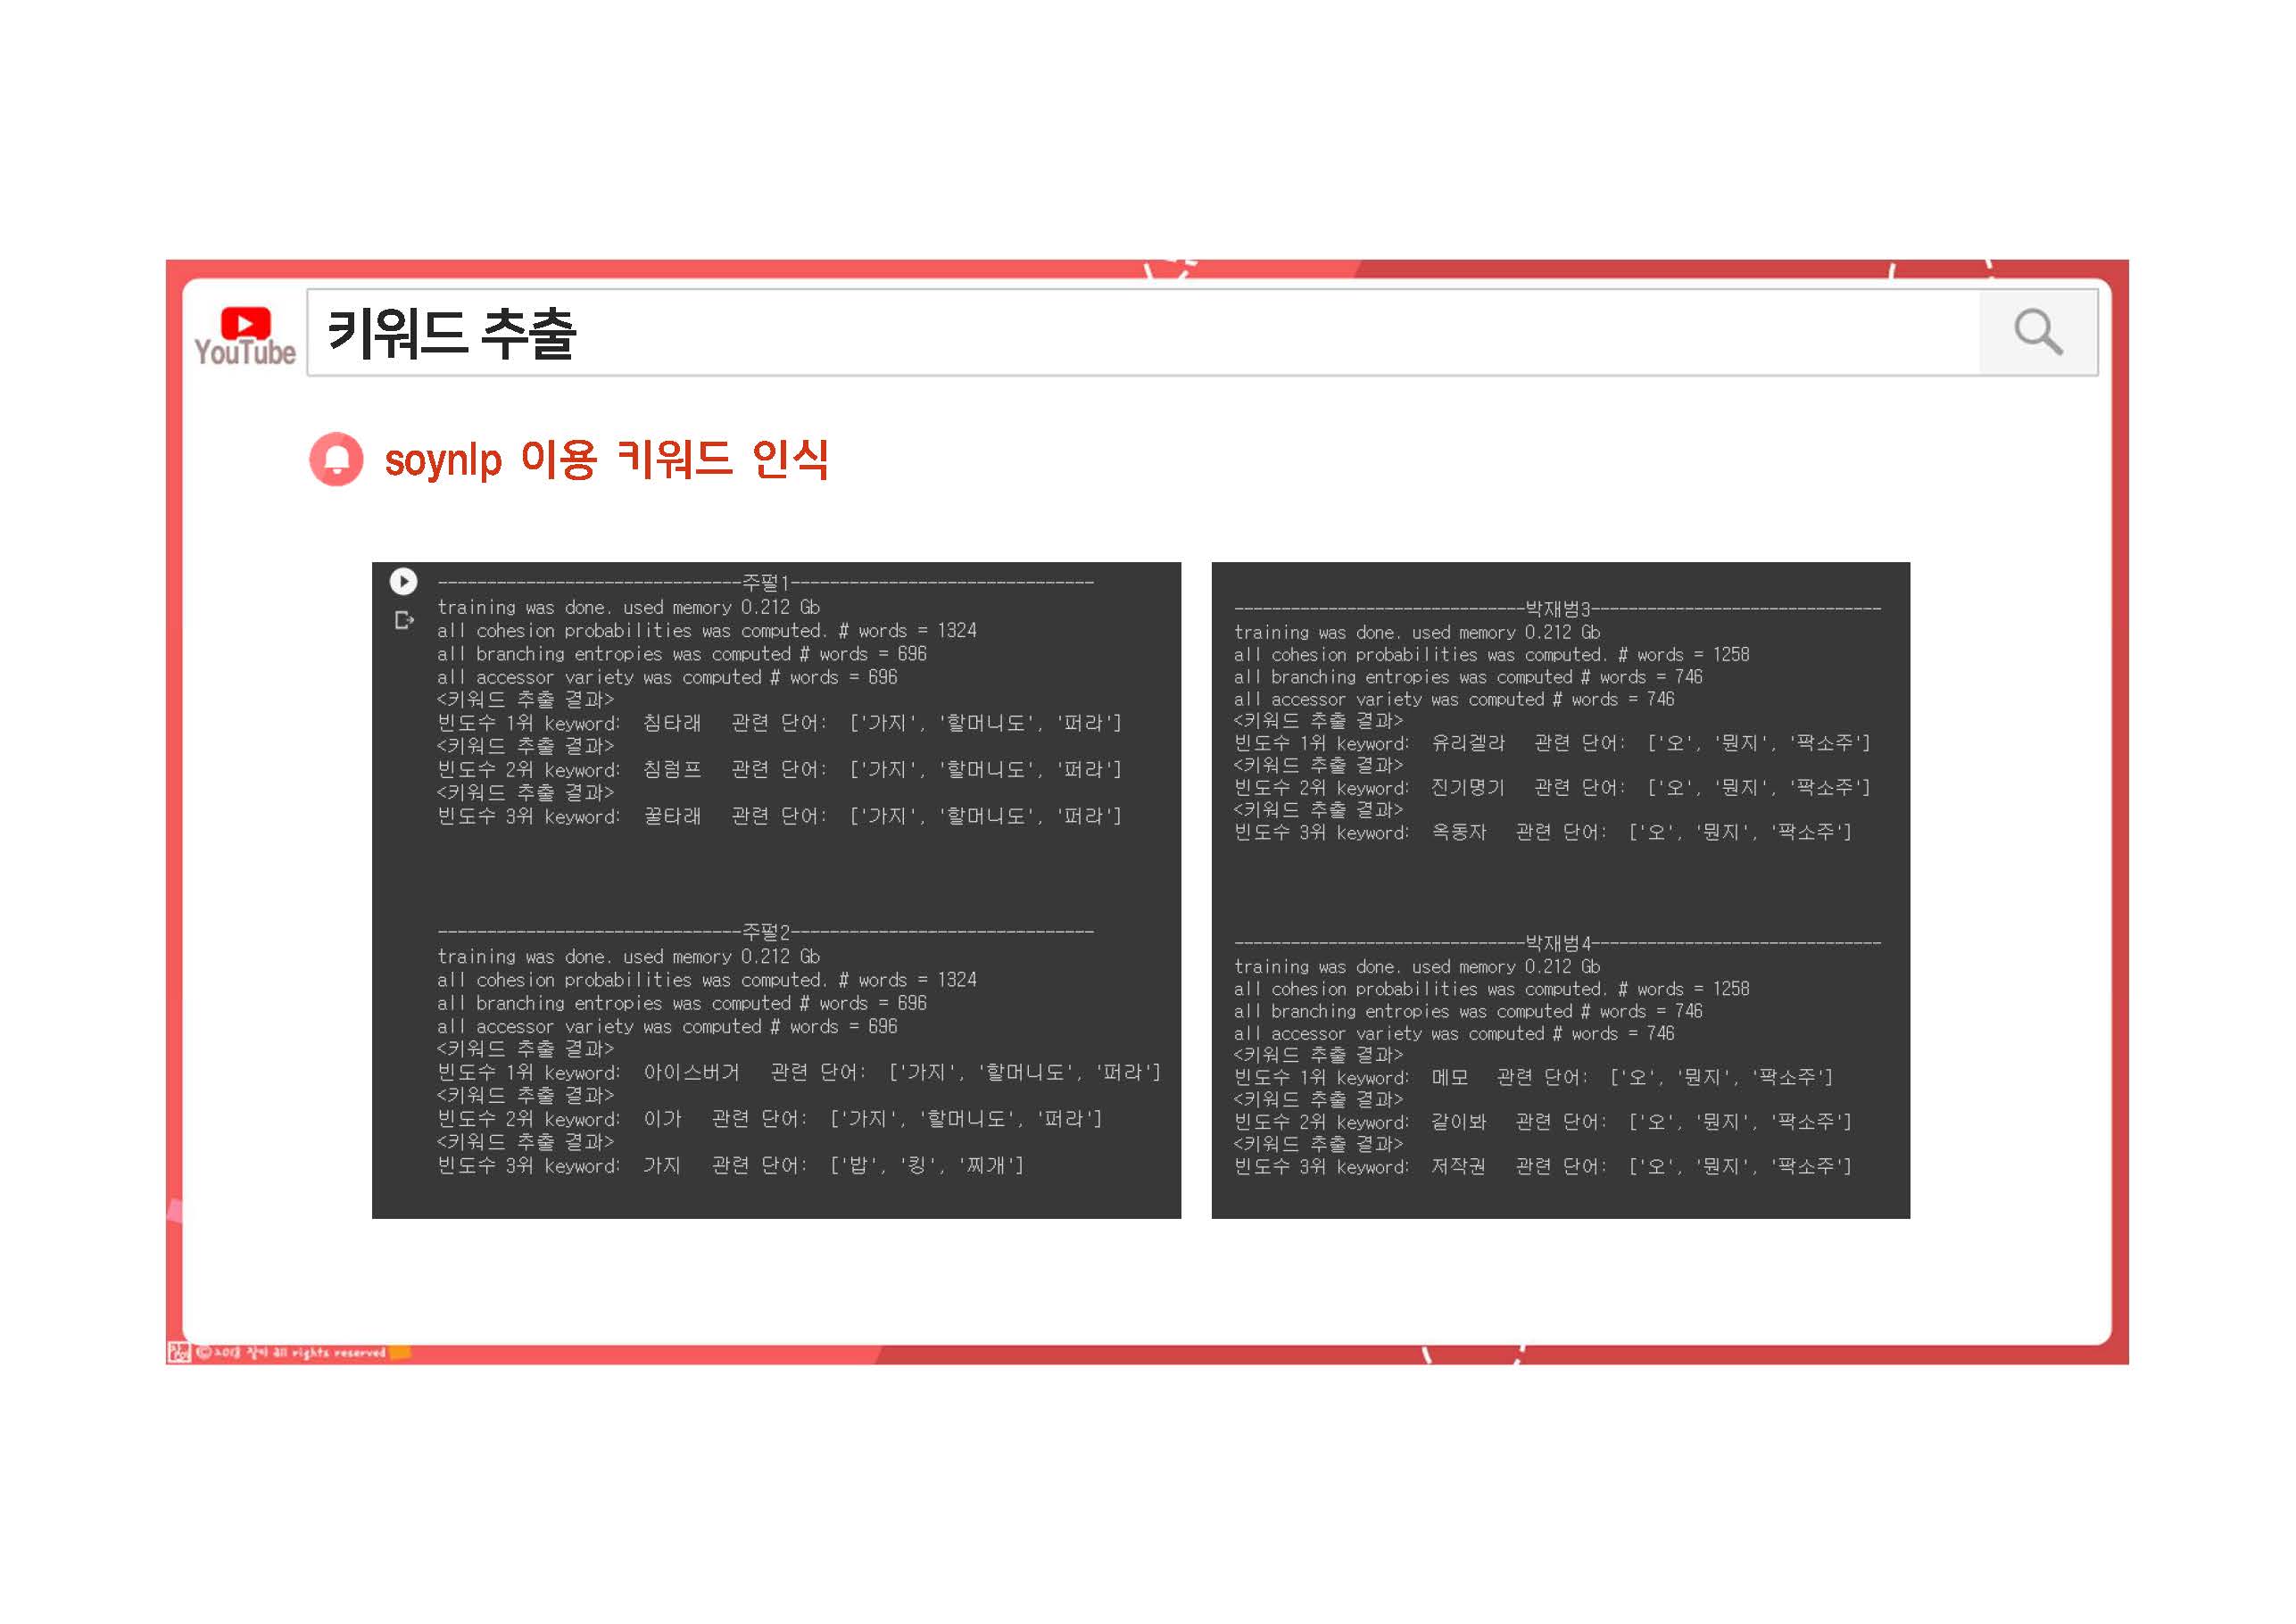 YouTube
키워드 추출
soynlp 이용 키워드 인식
-------------------------------주펄1-------------------------------
training was done. used memory 0.212 Gb
all cohesion probabilities was computed. # words = 1324
all branching entropies was computed # words = 696
all accessor variety was computed # words = 696
<키워드 추출 결과>
빈도수 1위 keyword:  침타래   관련 단어:  ['가지', '할머니도', '퍼라']
<키워드 추출 결과>
빈도수 2위 keyword:  침럼프   관련 단어:  ['가지', '할머니도', '퍼라']
<키워드 추출 결과>
빈도수 3위 keyword:  꿀타래   관련 단어:  ['가지', '할머니도', '퍼라']
-------------------------------주펄2-------------------------------
training was done. used memory 0.212 Gb
all cohesion probabilities was computed. # words = 1324
all branching entropies was computed # words = 696
all accessor variety was computed # words = 696
<키워드 추출 결과>
빈도수 1위 keyword:  아이스버거   관련 단어:  ['가지', '할머니도', '퍼라']
<키워드 추출 결과>
빈도수 2위 keyword:  이가   관련 단어:  ['가지', '할머니도', '퍼라']
<키워드 추출 결과>
빈도수 3위 keyword:  가지   관련 단어:  ['밥', '킹', '찌개']
-------------------------------박재범3-------------------------------
training was done. used memory 0.212 Gb
all cohesion probabilities was computed. # words = 1258
all branching entropies was computed # words = 746
all accessor variety was computed # words = 746
<키워드 추출 결과>
빈도수 1위 keyword:  유리겔라   관련 단어:  ['오', '뭔지', '팍소주']
<키워드 추출 결과>
빈도수 2위 keyword:  진기명기   관련 단어:  ['오', '뭔지', '팍소주']
<키워드 추출 결과>
빈도수 3위 keyword:  옥동자   관련 단어:  ['오', '뭔지', '팍소주']
-------------------------------박재범4-------------------------------
training was done. used memory 0.212 Gb
all cohesion probabilities was computed. # words = 1258
all branching entropies was computed # words = 746
all accessor variety was computed # words = 746
<키워드 추출 결과>
빈도수 1위 keyword:  메모   관련 단어:  ['오', '뭔지', '팍소주']
<키워드 추출 결과>
빈도수 2위 keyword:  같이봐   관련 단어:  ['오', '뭔지', '팍소주']
<키워드 추출 결과>
빈도수 3위 keyword:  저작권   관련 단어:  ['오', '뭔지', '팍소주']
all rights reserved